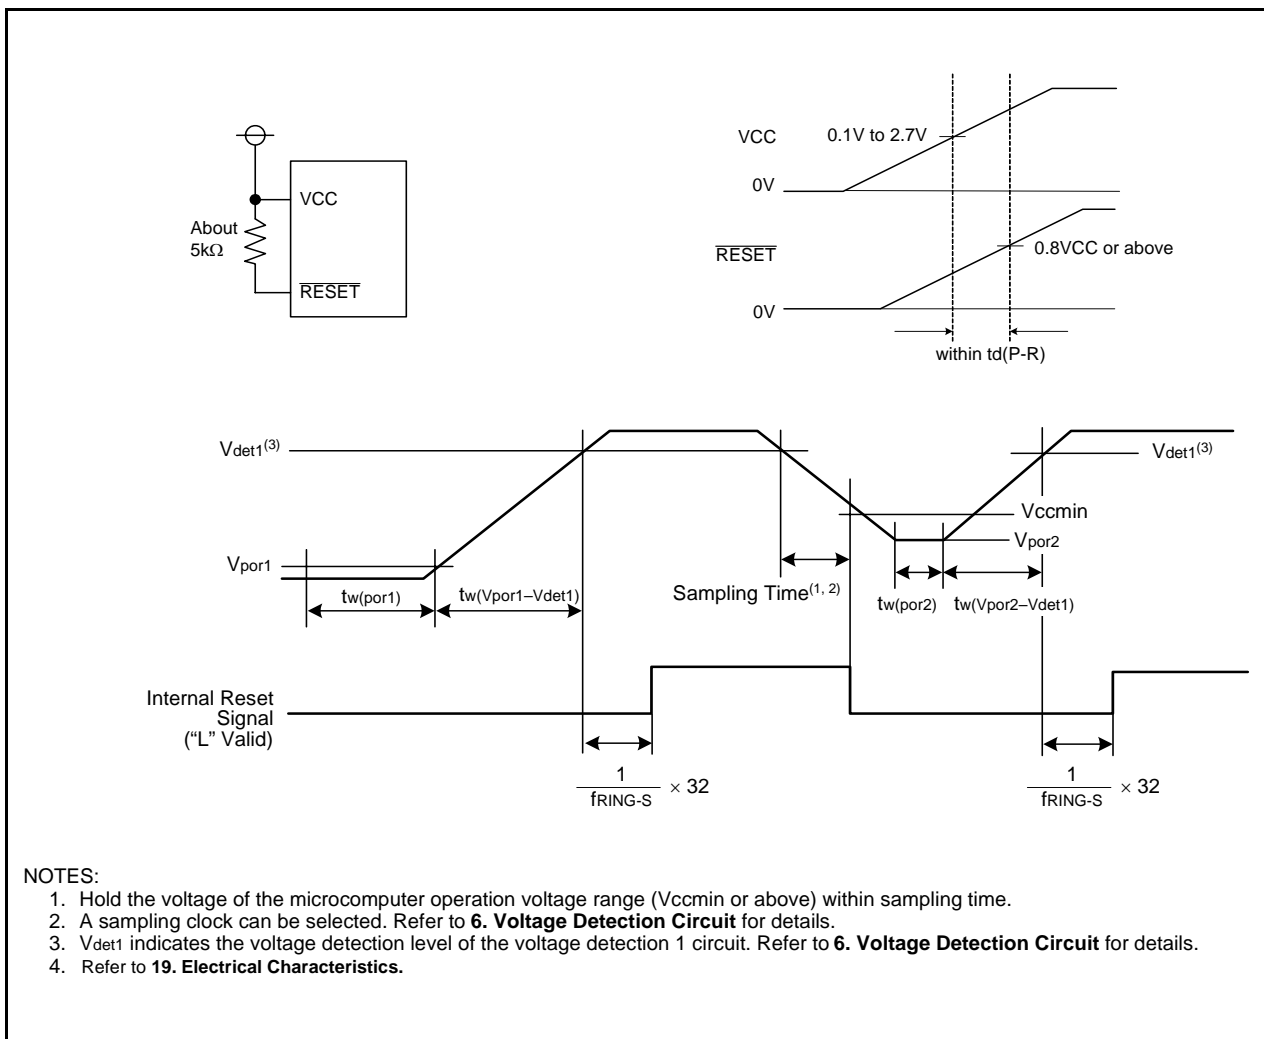 VCC
About
5kΩ
RESET
VCC
0.1V to 2.7V
0V
RESET
0.8VCC or above
0V
within td(P-R)
Vdet1(3)
Vdet1(3)
Vccmin
Vpor2
Vpor1
tw(por1)
tw(Vpor1–Vdet1)
Sampling Time(1, 2)
tw(por2)
tw(Vpor2–Vdet1)
Internal Reset
Signal
(“L” Valid)
1
fRING-S
× 32
1
fRING-S
× 32
NOTES:
1. Hold the voltage of the microcomputer operation voltage range (Vccmin or above) within sampling time.
2. A sampling clock can be selected. Refer to 6. Voltage Detection Circuit for details.
3. Vdet1 indicates the voltage detection level of the voltage detection 1 circuit. Refer to 6. Voltage Detection Circuit for details.
4. Refer to 19. Electrical Characteristics.